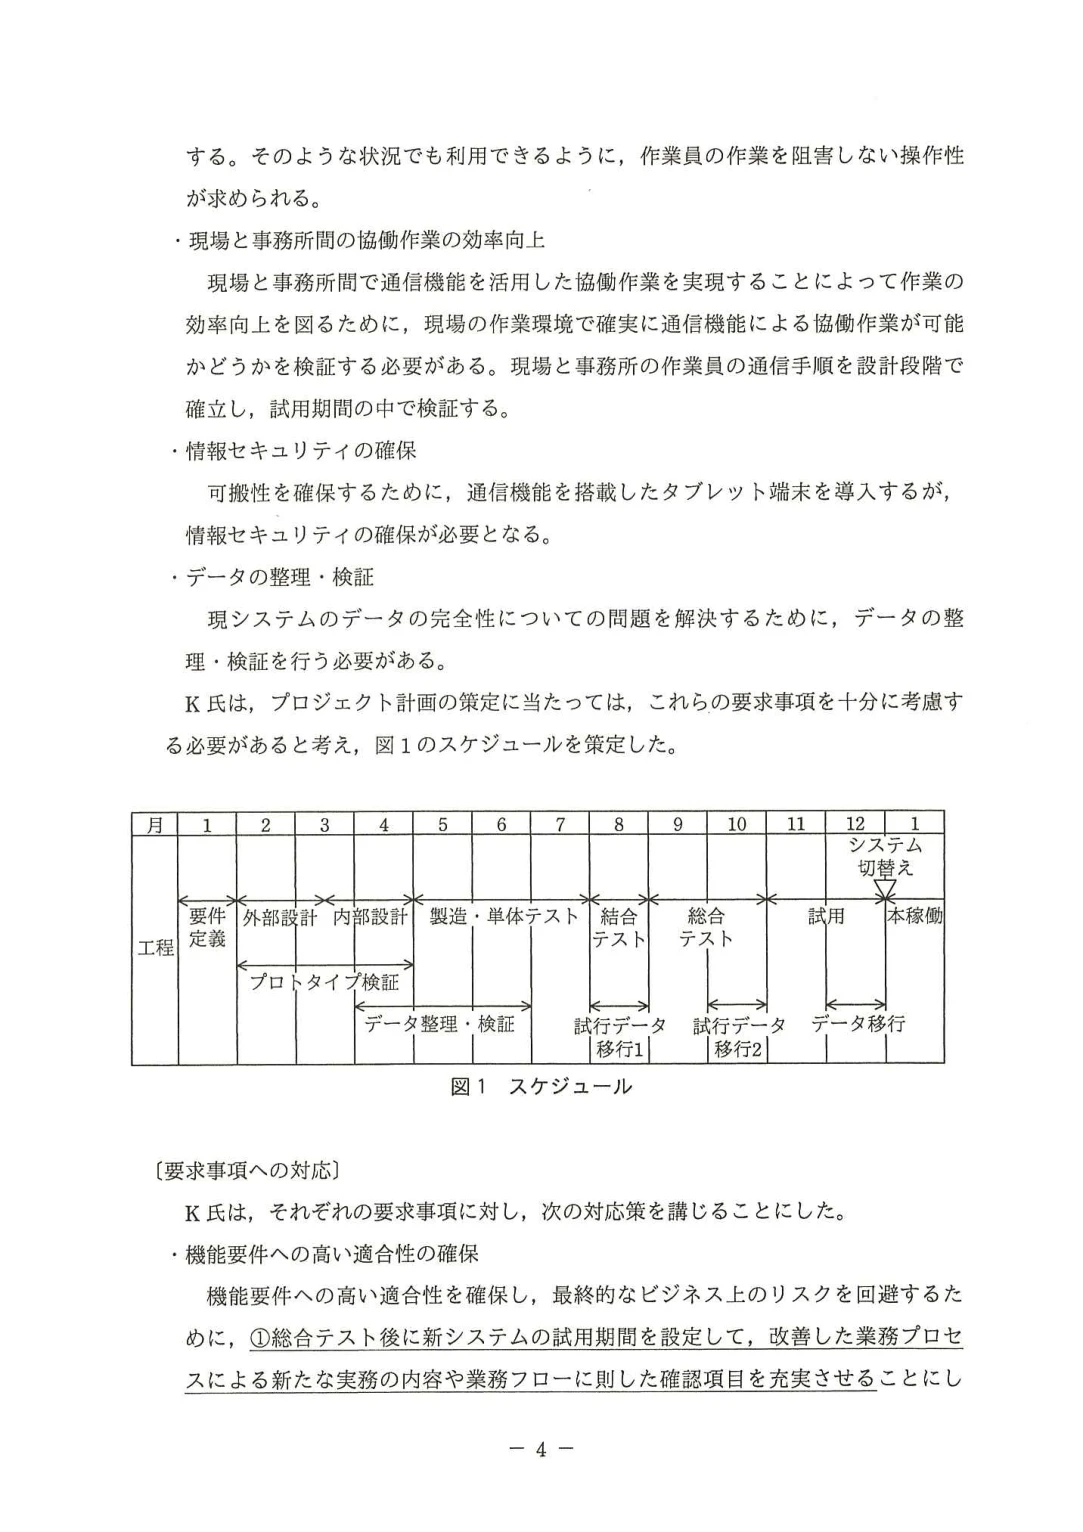 する。そのような状況でも利用できるように，作業員の作業を阻害しない操作性
が求められる。
・現場と事務所間の協働作業の効率向上
現場と事務所間で通信機能を活用した協働作業を実現することによって作業の
効率向上を図るために，現場の作業環境で確実に通信機能による協働作業が可能
かどうかを検証する必要がある。現場と事務所の作業員の通信手順を設計段階で
確立し，試用期間の中で検証する。
・情報セキュリティの確保
可搬性を確保するために，通信機能を搭載したタブレット端末を導入するが，
情報セキュリティの確保が必要となる。
・データの整理・検証
現システムのデータの完全性についての問題を解決するために，データの整
理・検証を行う必要がある。
K 氏は，プロジェクト計画の策定に当たっては，これらの要求事項を十分に考慮す
る必要があると考え，図1のスケジュールを策定した。
月 1 2 3 4 5 6 7 8 9 10 11 12 1
システム
切替え
工程
要件
定義
外部設計
内部設計
製造・単体テスト
結合
テスト
総合
テスト
試用
本稼働
プロトタイプ検証
データ整理・検証
試行データ
移行1
試行データ
移行2
データ移行
図1　スケジュール
〔要求事項への対応〕
K 氏は，それぞれの要求事項に対し，次の対応策を講じることにした。
・機能要件への高い適合性の確保
機能要件への高い適合性を確保し，最終的なビジネス上のリスクを回避するた
めに，①総合テスト後に新システムの試用期間を設定して，改善した業務プロセ
スによる新たな実務の内容や業務フローに則した確認項目を充実させることにし
－ 4 －